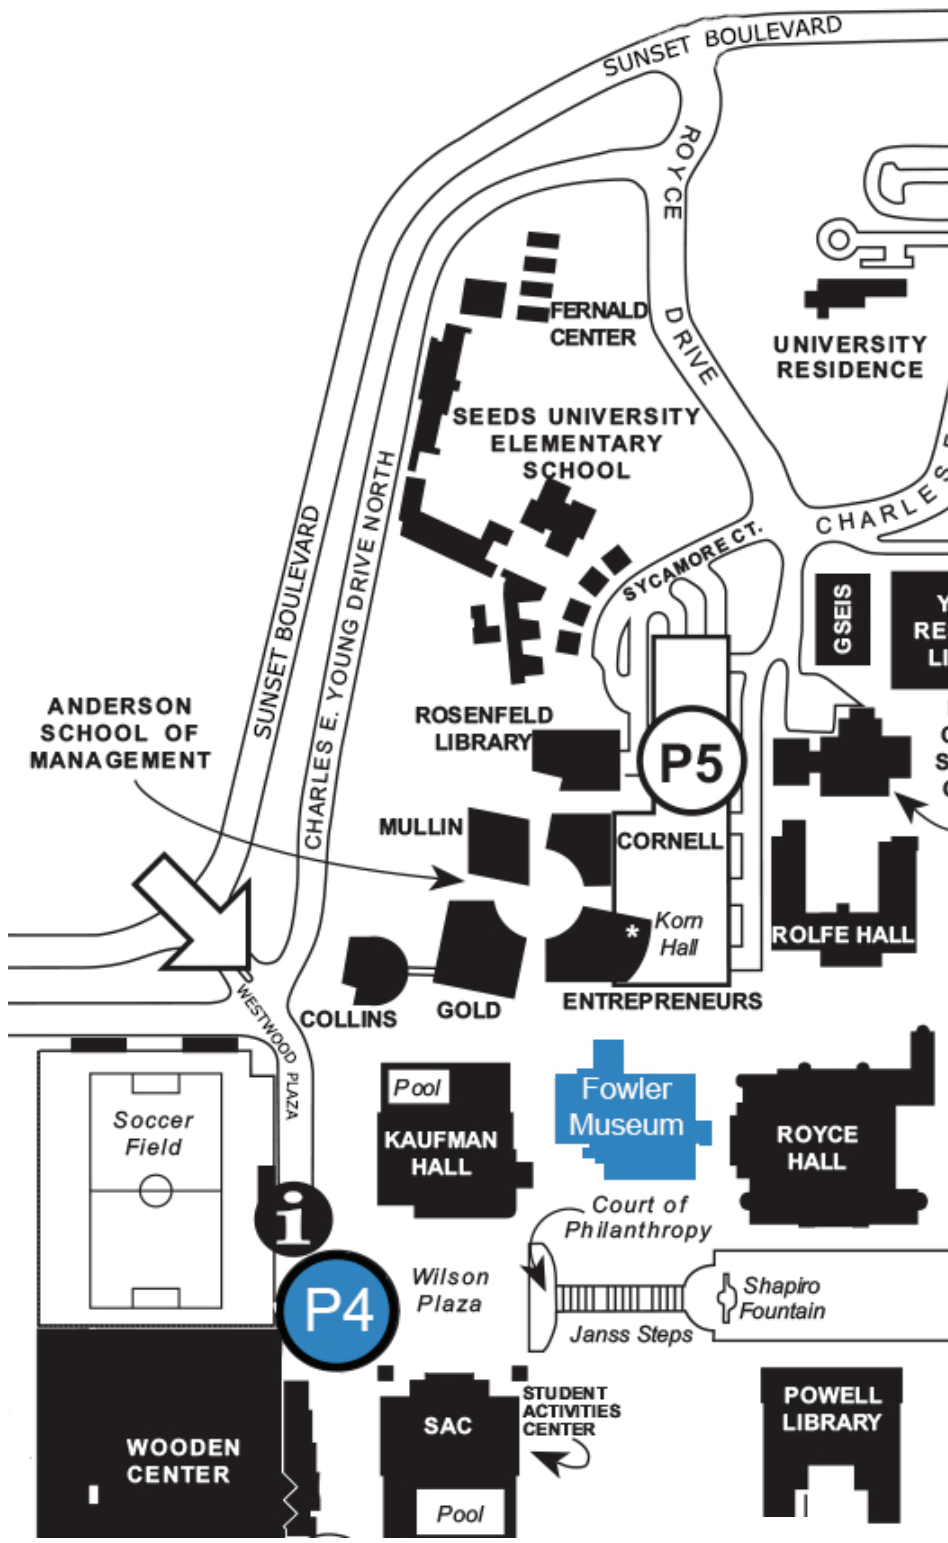 SUNSET BOULEVARD
ROYCE
DRIVE
FERNALD
CENTER
UNIVERSITY
RESIDENCE
SEEDS UNIVERSITY
ELEMENTARY
SCHOOL
SUNSET BOULEVARD
CHARLES E. YOUNG DRIVE NORTH
CHARLES E
SYCAMORE CT.
GSEIS
Y
RE
LI
ANDERSON
SCHOOL OF
MANAGEMENT
ROSENFELD
LIBRARY
P5
MULLIN
CORNELL
Korn
Hall
*
ROLFE HALL
ENTREPRENEURS
COLLINS
GOLD
WESTWOOD PLAZA
Soccer
Field
Pool
KAUFMAN
HALL
Fowler
Museum
ROYCE
HALL
i
Court of
Philanthropy
P4
Wilson
Plaza
Janss Steps
Shapiro
Fountain
SAC
STUDENT
ACTIVITIES
CENTER
POWELL
LIBRARY
WOODEN
CENTER
Pool